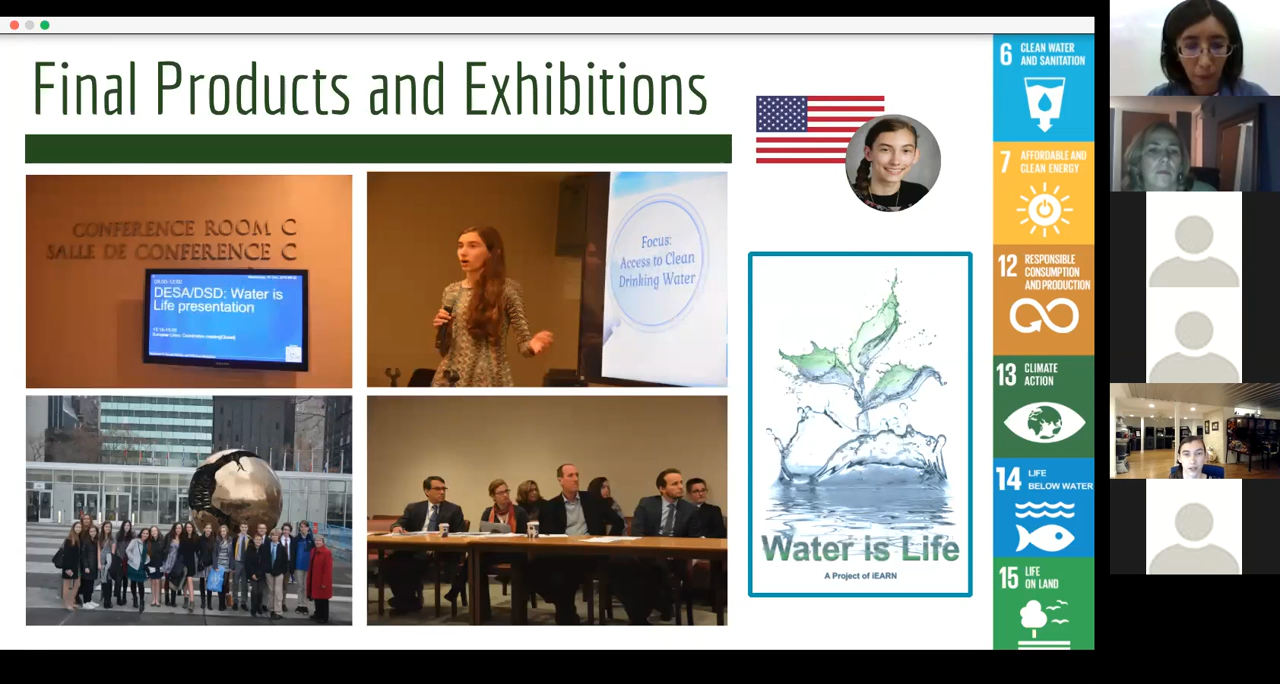 Final Products and Exhibitions
CONFERENCE ROOM C
SALLE DE CONFERENCE C
DESA/DSD: Water is
Life presentation
Focus:
Access to Clean
Drinking Water
Water is Life
A Project of iEARN
6 CLEAN WATER
AND SANITATION
7 AFFORDABLE AND
CLEAN ENERGY
12 RESPONSIBLE
CONSUMPTION
AND PRODUCTION
13 CLIMATE
ACTION
14 LIFE
BELOW WATER
15 LIFE
ON LAND